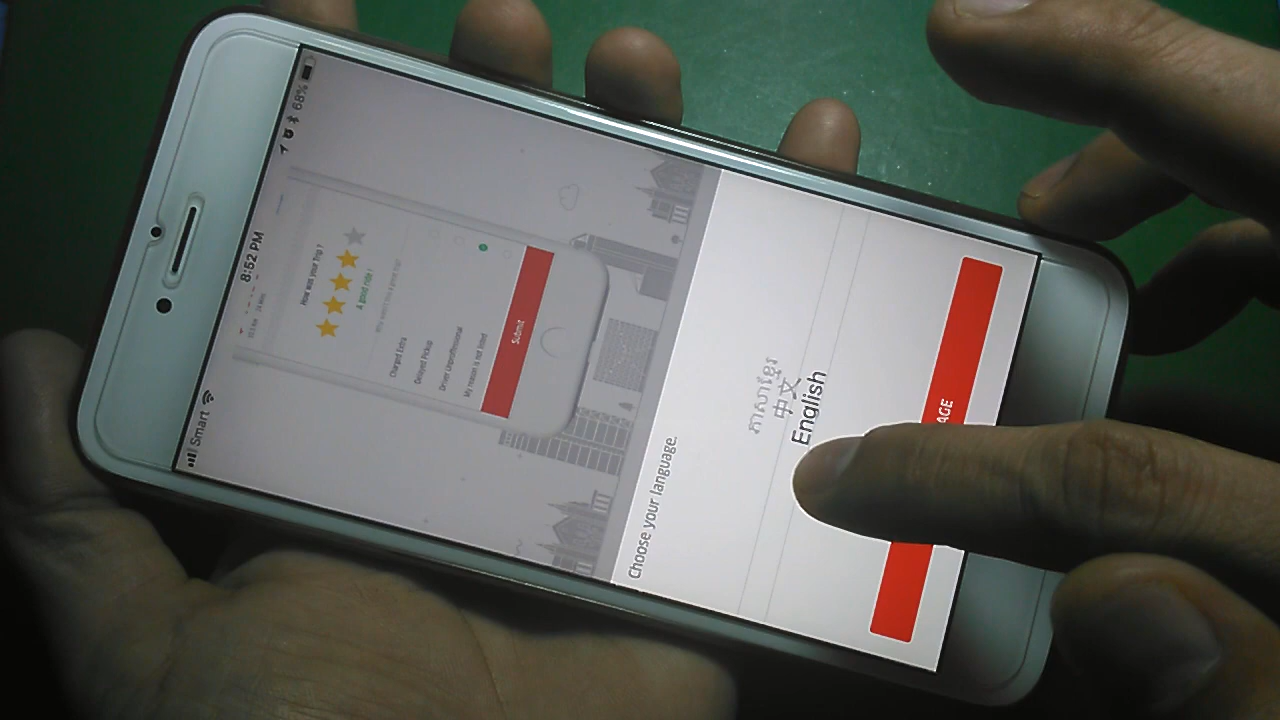 Smart
8:52 PM
68%
How was your Trip ?
A good ride !
Charged Extra
Delayed Pickup
Driver Unprofessional
My reason is not listed
Submit
Choose your language.
ភាសាខ្មែរ
中文
English
AGE